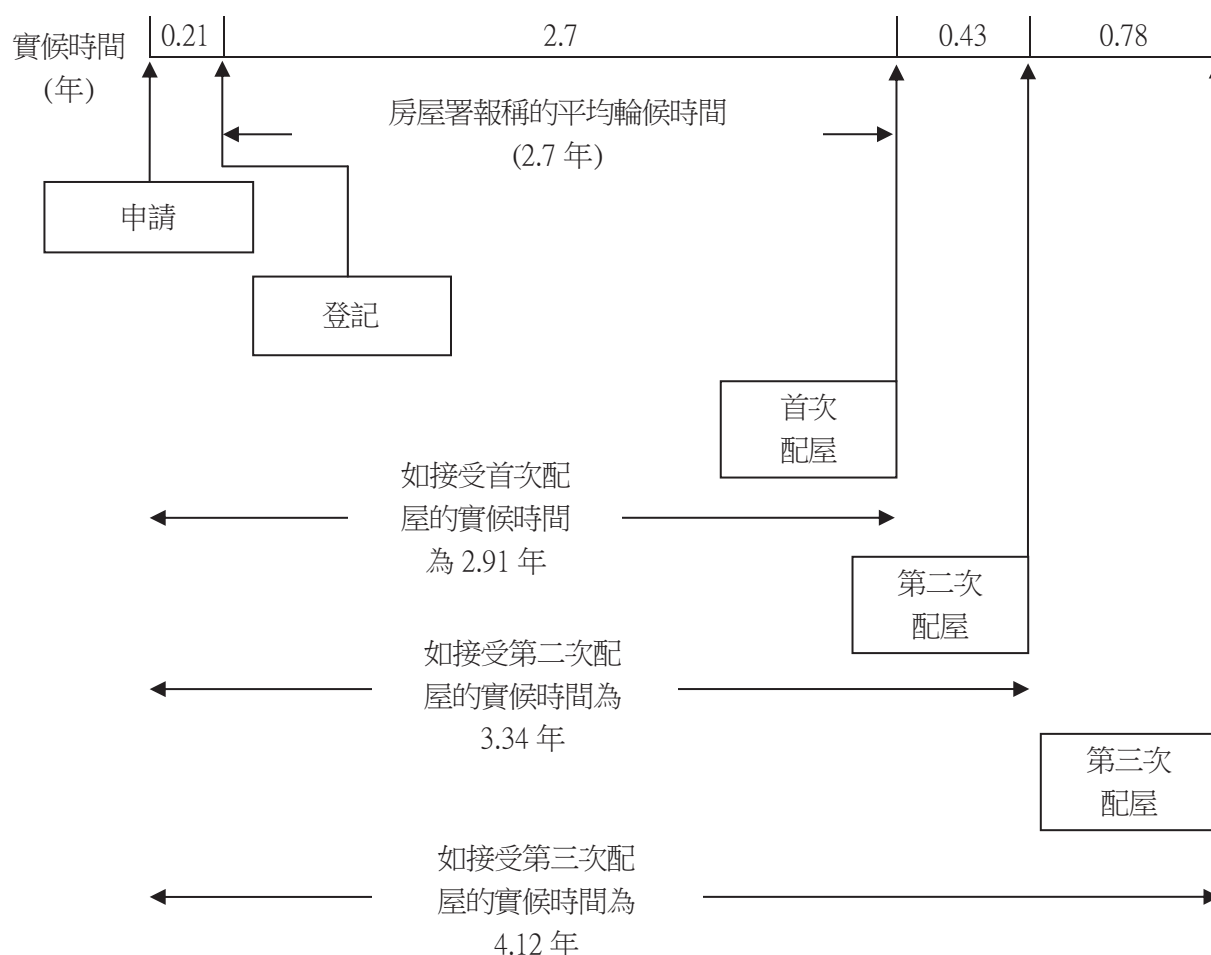 實候時間
(年)
0.21
2.7
0.43
0.78
房屋署報稱的平均輪候時間
(2.7 年)
申請
登記
首次
配屋
如接受首次配
屋的實候時間
為 2.91 年
第二次
配屋
如接受第二次配
屋的實候時間為
3.34 年
第三次
配屋
如接受第三次配
屋的實候時間為
4.12 年